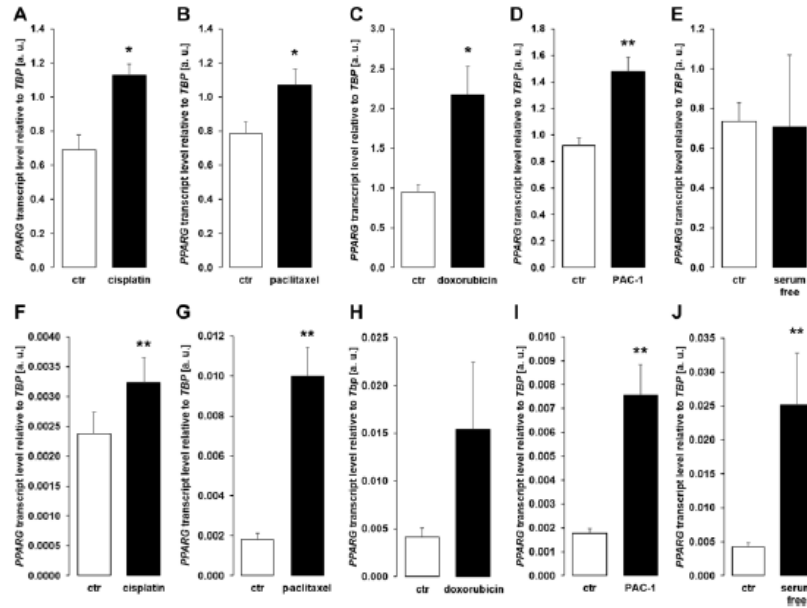 A
PPARG transcript level relative to TBP [a. u.]
1.4
1.2
1.0
0.8
0.6
0.4
0.2
0.0
*
ctr
cisplatin
B
PPARG transcript level relative to TBP [a. u.]
1.4
1.2
1.0
0.8
0.6
0.4
0.2
0.0
*
ctr
paclitaxel
C
PPARG transcript level relative to TBP [a. u.]
3.0
2.5
2.0
1.5
1.0
0.5
0.0
*
ctr
doxorubicin
D
PPARG transcript level relative to TBP [a. u.]
1.8
1.6
1.4
1.2
1.0
0.8
0.6
0.4
0.2
0.0
**
ctr
PAC-1
E
PPARG transcript level relative to TBP [a. u.]
1.2
1.0
0.8
0.6
0.4
0.2
0.0
ctr
serum
free
F
PPARG transcript level relative to TBP [a. u.]
0.0040
0.0035
0.0030
0.0025
0.0020
0.0015
0.0010
0.0005
0.0000
**
ctr
cisplatin
G
PPARG transcript level relative to TBP [a. u.]
0.012
0.010
0.008
0.006
0.004
0.002
0.000
**
ctr
paclitaxel
H
PPARG transcript level relative to Tbp [a. u.]
0.025
0.020
0.015
0.010
0.005
0.000
ctr
doxorubicin
I
PPARG transcript level relative to TBP [a. u.]
0.010
0.009
0.008
0.007
0.006
0.005
0.004
0.003
0.002
0.001
0.000
**
ctr
PAC-1
J
PPARG transcript level relative to TBP [a. u.]
0.035
0.030
0.025
0.020
0.015
0.010
0.005
0.000
**
ctr
serum
free